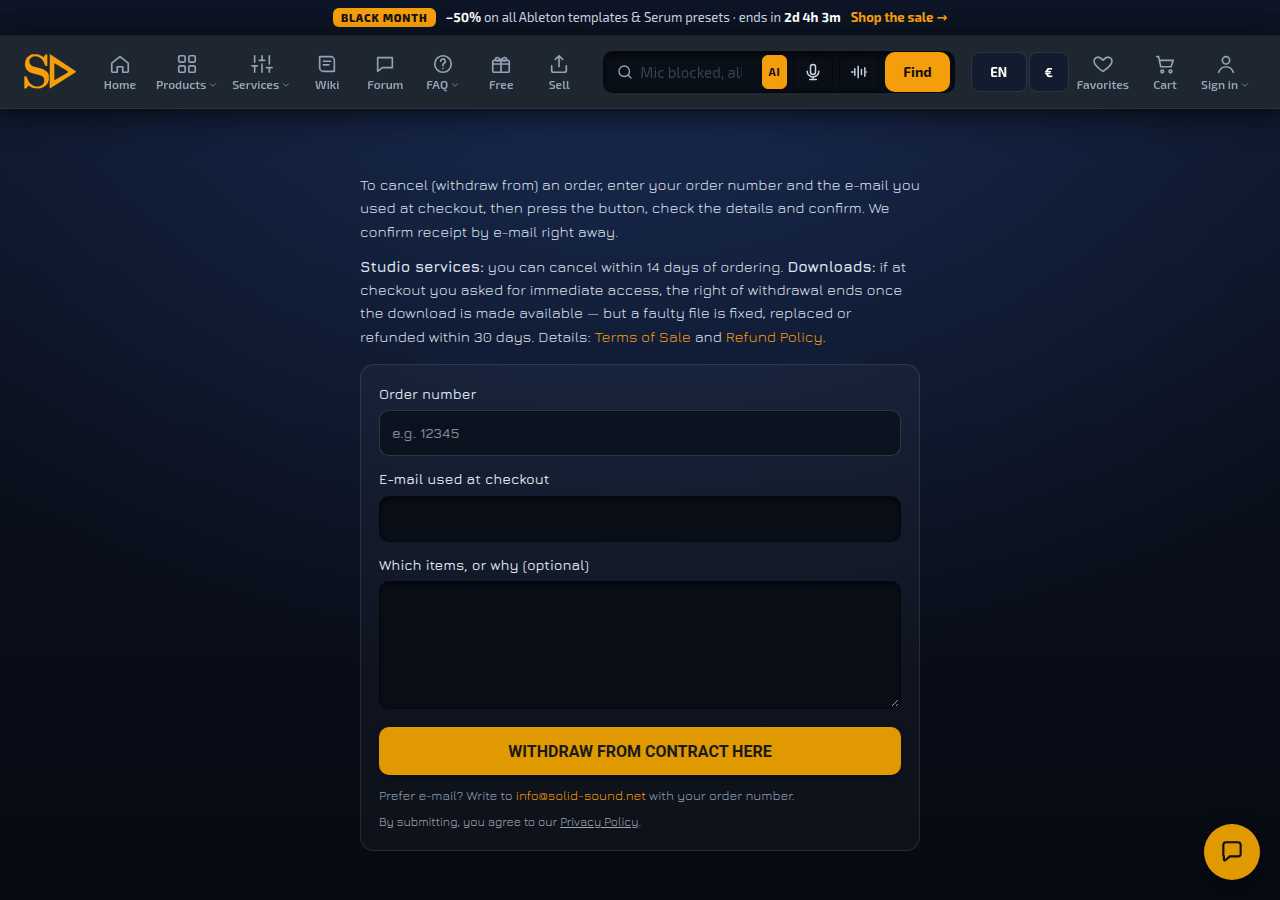 BLACK MONTH −50% on all Ableton templates & Serum presets · ends in 2d 4h 3m Shop the sale →
Home Products Services Wiki Forum FAQ Free Sell
Mic blocked, al AI Find EN € Favorites Cart Sign in
To cancel (withdraw from) an order, enter your order number and the e-mail you
used at checkout, then press the button, check the details and confirm. We
confirm receipt by e-mail right away.
Studio services: you can cancel within 14 days of ordering. Downloads: if at
checkout you asked for immediate access, the right of withdrawal ends once
the download is made available — but a faulty file is fixed, replaced or
refunded within 30 days. Details: Terms of Sale and Refund Policy.
Order number
e.g. 12345
E-mail used at checkout
Which items, or why (optional)
WITHDRAW FROM CONTRACT HERE
Prefer e-mail? Write to info@solid-sound.net with your order number.
By submitting, you agree to our Privacy Policy.